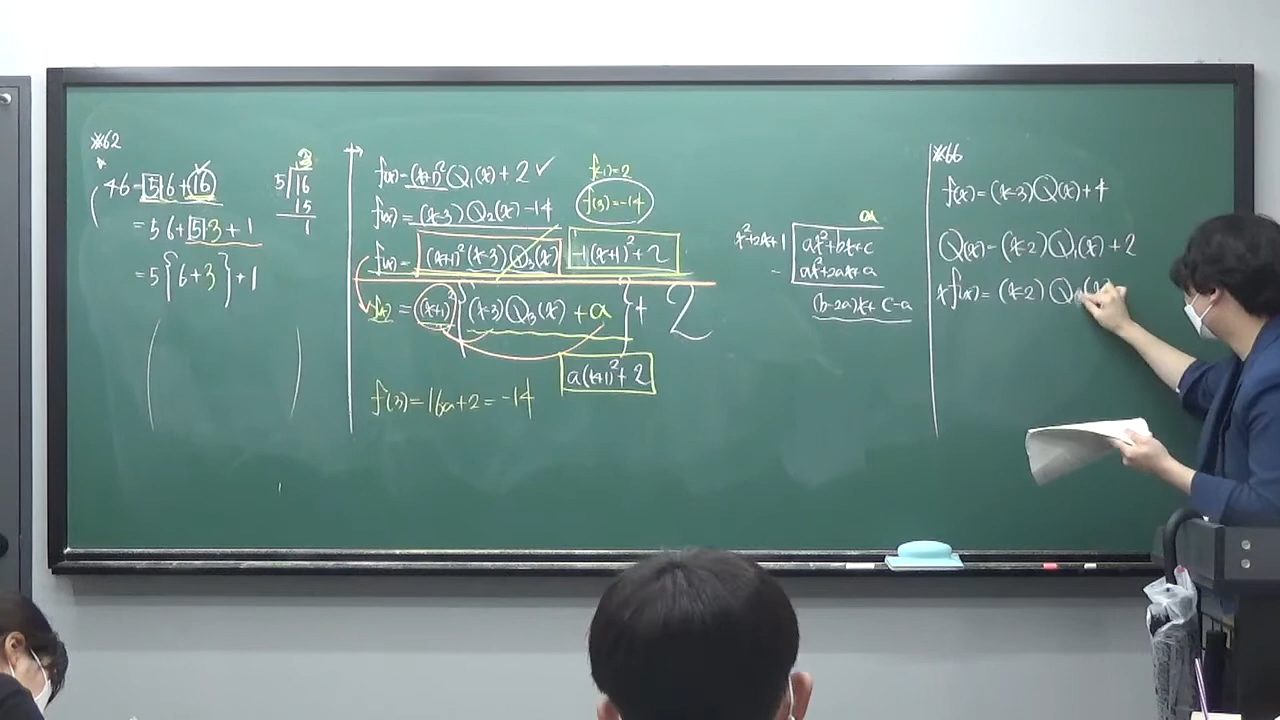 ※62
46=5·6+16
=5·6+5·3+1
=5{6+3}+1
3
5|16
15
1
f(x)=(x+1)²Q₁(x)+2✓
f(x)=(x-3)Q₂(x)-14
f(x)=(x+1)²(x-3)Q₃(x) -1(x+1)²+2
f(x)=(x+1)²{(x-3)Q₃(x)+a}+2
a(x+1)²+2
f(3)=16a+2=-14
f(-1)=2
f(3)=-14
a
x²+2x+1|ax²+bx+c
- ax²+2ax+a
(b-2a)x+c-a
※66
f(x)=(x-3)Q(x)+4
Q(x)=(x-2)Q₁(x)+2
x f(x)=(x-2)Q